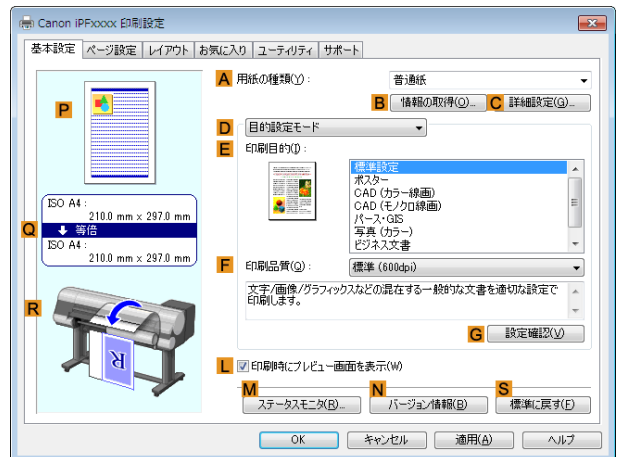 Canon iPFxxxx 印刷設定
基本設定 ページ設定 レイアウト お気に入り ユーティリティ サポート
A 用紙の種類(Y): 普通紙
P
B 情報の取得(O)... C 詳細設定(G)...
D 目的設定モード
E 印刷目的(I):
標準設定
ポスター
CAD (カラー線画)
CAD (モノクロ線画)
パース・GIS
写真 (カラー)
ビジネス文書
ISO A4 :
210.0 mm x 297.0 mm
Q 等倍
ISO A4 :
210.0 mm x 297.0 mm
F 印刷品質(Q): 標準 (600dpi)
文字/画像/グラフィックスなどの混在する一般的な文書を適切な設定で
印刷します。
R
G 設定確認(V)
R
L 印刷時にプレビュー画面を表示(W)
M ステータスモニタ(R)... N バージョン情報(B) S 標準に戻す(F)
OK キャンセル 適用(A) ヘルプ